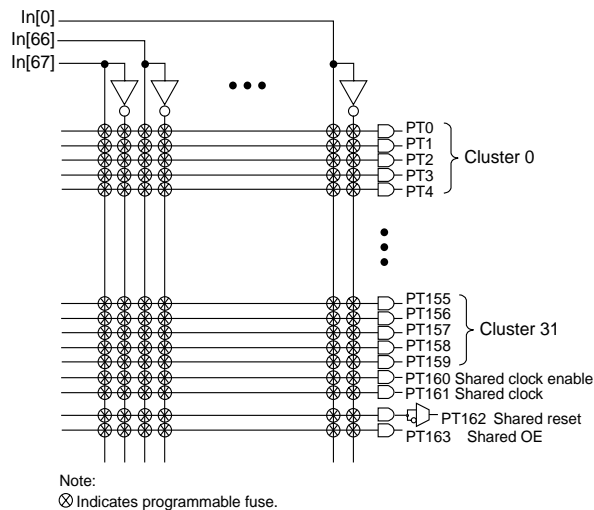 In[0]
In[66]
In[67]
PT0
PT1
PT2
PT3
PT4
Cluster 0
PT155
PT156
PT157
PT158
PT159
Cluster 31
PT160 Shared clock enable
PT161 Shared clock
PT162 Shared reset
PT163 Shared OE
Note:
Indicates programmable fuse.